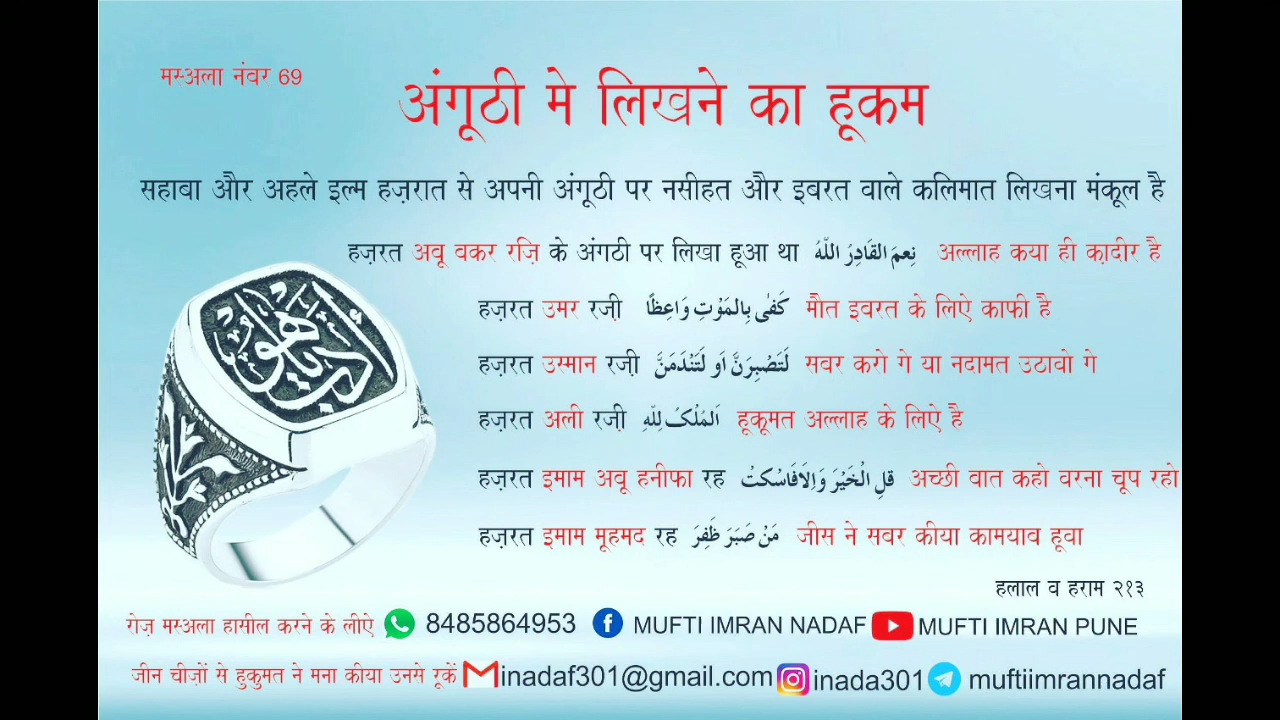 मस्अला नंबर 69
अंगूठी मे लिखने का हूकम
सहाबा और अहले इल्म हज़रात से अपनी अंगूठी पर नसीहत और इबरत वाले कलिमात लिखना मंकूल है
हज़रत अबू बकर रज़ि के अंगठी पर लिखा हूआ था نِعمَ القَادِرَ اللّٰهُ अल्लाह कया ही का़दीर है
हज़रत उमर रजी़ كَفٰى بِالمَوْتِ وَاعِظًا मौत इबरत के लिऐ काफी है
हज़रत उस्मान रजी़ لَتَصْبِرَنَّ اَو لَتَنْدَمَنَّ सबर करो गे या नदामत उठावो गे
हज़रत अली रजी़ اَلمُلْكُ لِلّٰهِ हूकूमत अल्लाह के लिऐ है
हज़रत इमाम अबू हनीफा रह قلِ الْخَيْرَ وَاِلاَفَاسْكتْ अच्छी बात कहो वरना चूप रहो
हज़रत इमाम मूहमद रह مَنْ صَبَرَ ظَفِرَ जीस ने सबर कीया कामयाब हूवा
हलाल व हराम २१३
रोज़ मस्अला हासील करने के लीऐ 8485864953 MUFTI IMRAN NADAF MUFTI IMRAN PUNE
जीन चीज़ों से हुकुमत ने मना कीया उनसे रूकें inadaf301@gmail.com inada301 muftiimrannadaf